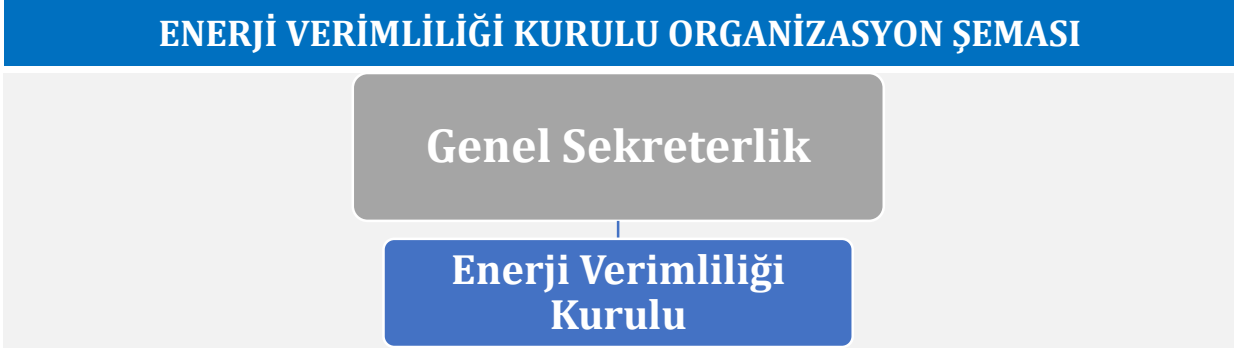 ENERJİ VERİMLİLİĞİ KURULU ORGANİZASYON ŞEMASI
Genel Sekreterlik
Enerji Verimliliği
Kurulu